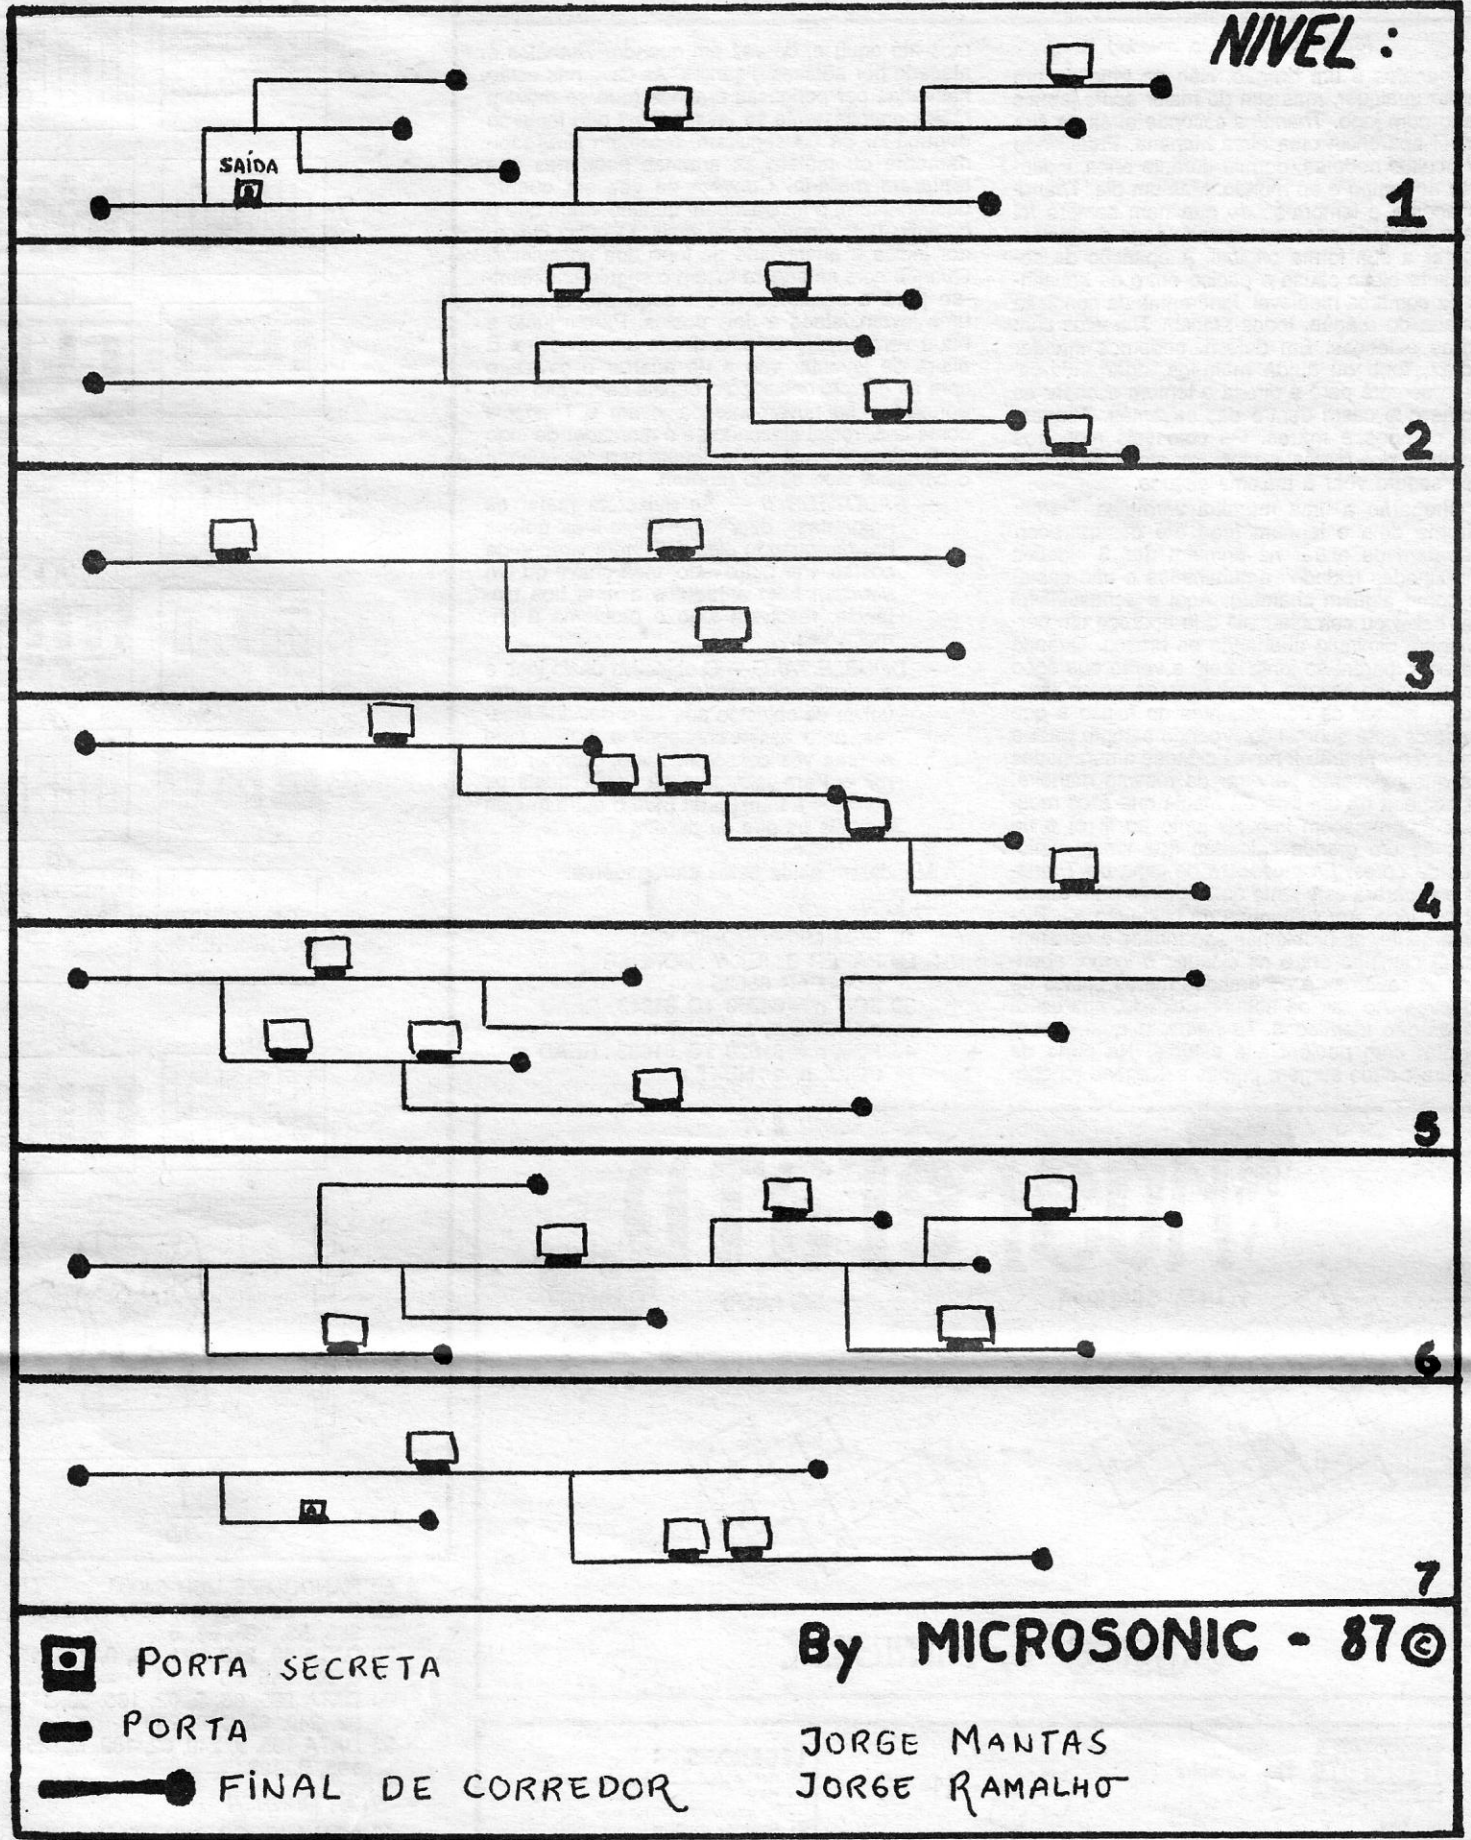 NIVEL:
SAÍDA
1
2
3
4
5
6
A
7
By MICROSONIC - 87©
PORTA SECRETA
PORTA
JORGE MANTAS
FINAL DE CORREDOR
JORGE RAMALHO